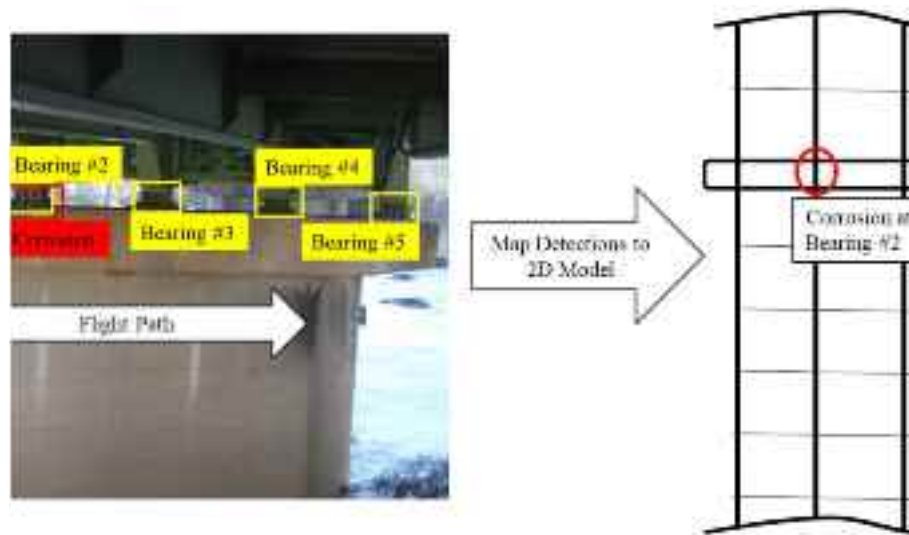 Bearing #2
Bearing #4
Corrosion
Bearing #3
Bearing #5
Flight Path
Map Detections to
2D Model
Corrosion at
Bearing #2